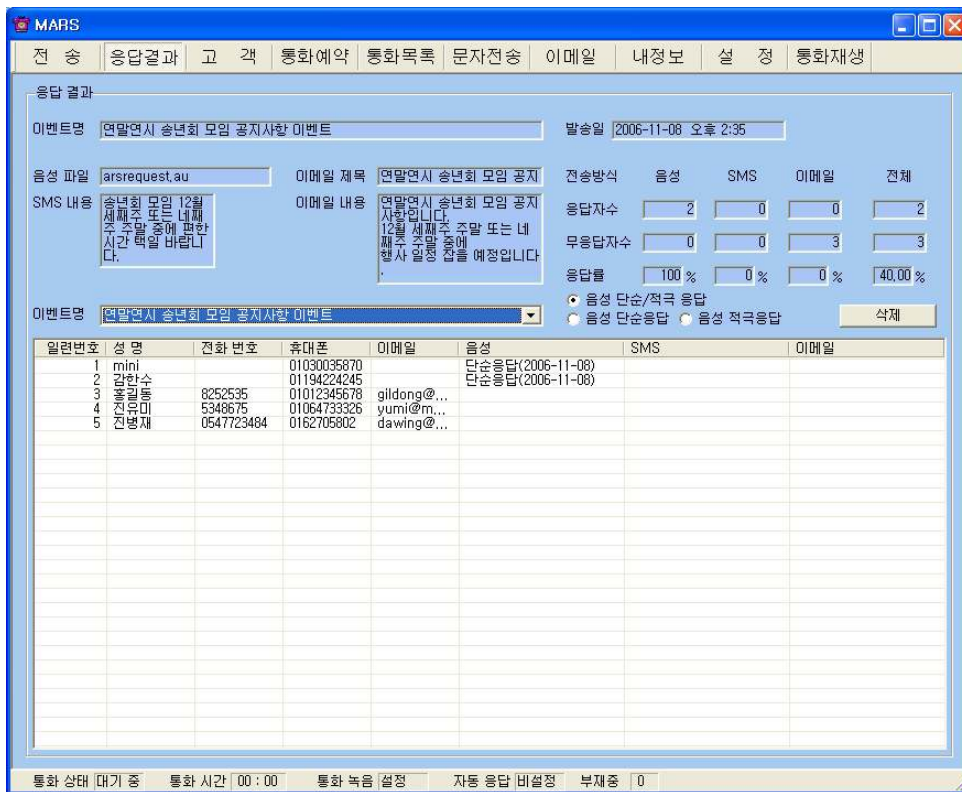 MARS
전 송 응답결과 고 객 통화예약 통화목록 문자전송 이메일 내정보 설 정 통화재생
응답 결과
이벤트명 연말연시 송년회 모임 공지사항 이벤트 발송일 2006-11-08 오후 2:35
음성 파일 arsrequest,au 이메일 제목 연말연시 송년회 모임 공지 전송방식 음성 SMS 이메일 전체
SMS 내용 송년회 모임 12월
세째주 또는 네째
주 주말 중에 편한
시간 택일 바랍니
다.
이메일 내용 연말연시 송년회 모임 공지
사항입니다.
12월 세째주 주말 또는 네
째주 주말 중에
행사 일정 잡을 예정입니다
.
응답자수 2 0 0 2
무응답자수 0 0 3 3
응답률 100 % 0 % 0 % 40,00 %
이벤트명 연말연시 송년회 모임 공지사항 이벤트
음성 단순/적극 응답
음성 단순응답 음성 적극응답
삭제
일련번호 성 명 전화 번호 휴대폰 이메일 음성 SMS 이메일
1 mini 01030035870 단순응답(2006-11-08)
2 감한수 01194224245 단순응답(2006-11-08)
3 홍길동 8252535 01012345678 gildong@...
4 진유미 5348675 01064733326 yumi@m...
5 진병재 0547723484 0162705802 dawing@...
통화 상태 대기 중 통화 시간 00 : 00 통화 녹음 설정 자동 응답 비설정 부재중 0